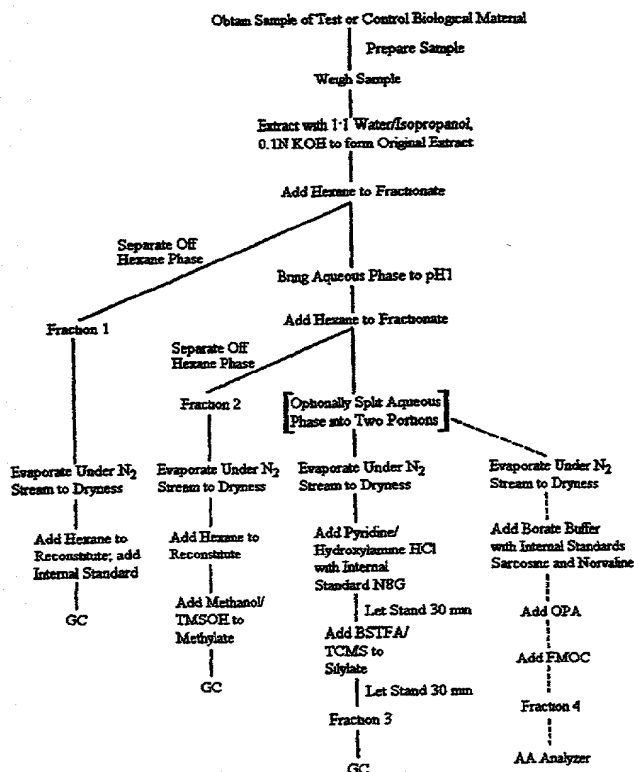 Obtain Sample of Test or Control Biological Material
Prepare Sample
Weigh Sample
Extract with 1:1 Water/Isopropanol,
0.1N KOH to form Original Extract
Add Hexane to Fractionate
Separate Off
Hexane Phase
Bring Aqueous Phase to pH1
Fraction 1
Add Hexane to Fractionate
Separate Off
Hexane Phase
Fraction 2
[Optionally Split Aqueous
Phase into Two Portions]
Evaporate Under N2
Stream to Dryness
Evaporate Under N2
Stream to Dryness
Evaporate Under N2
Stream to Dryness
Evaporate Under N2
Stream to Dryness
Add Hexane to
Reconstitute; add
Internal Standard
GC
Add Hexane to
Reconstitute
Add Methanol/
TMSOH to
Methylate
GC
Add Pyridine/
Hydroxylamine HCl
with Internal
Standard N8G
Let Stand 30 min
Add BSTFA/
TCMS to
Silylate
Let Stand 30 min
Fraction 3
GC
Add Borate Buffer
with Internal Standards
Sarcosine and Norvaline
Add OPA
Add FMOC
Fraction 4
AA Analyzer